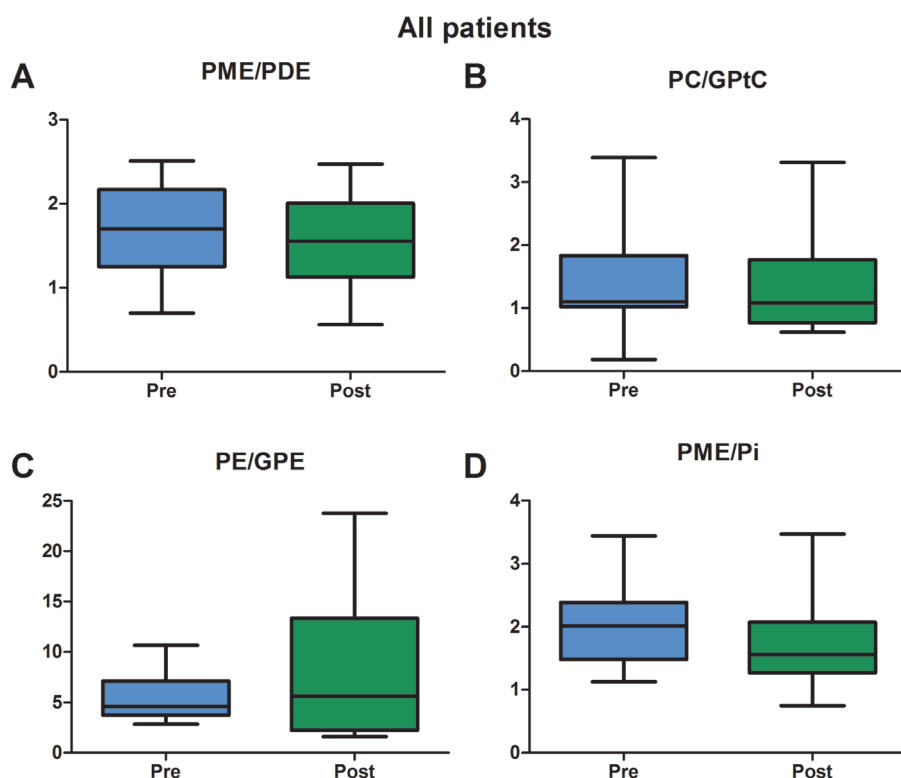 All patients
A
PME/PDE
3
2
1
0
Pre
Post
B
PC/GPtC
4
3
2
1
0
Pre
Post
C
PE/GPE
25
20
15
10
5
0
Pre
Post
D
PME/Pi
4
3
2
1
0
Pre
Post